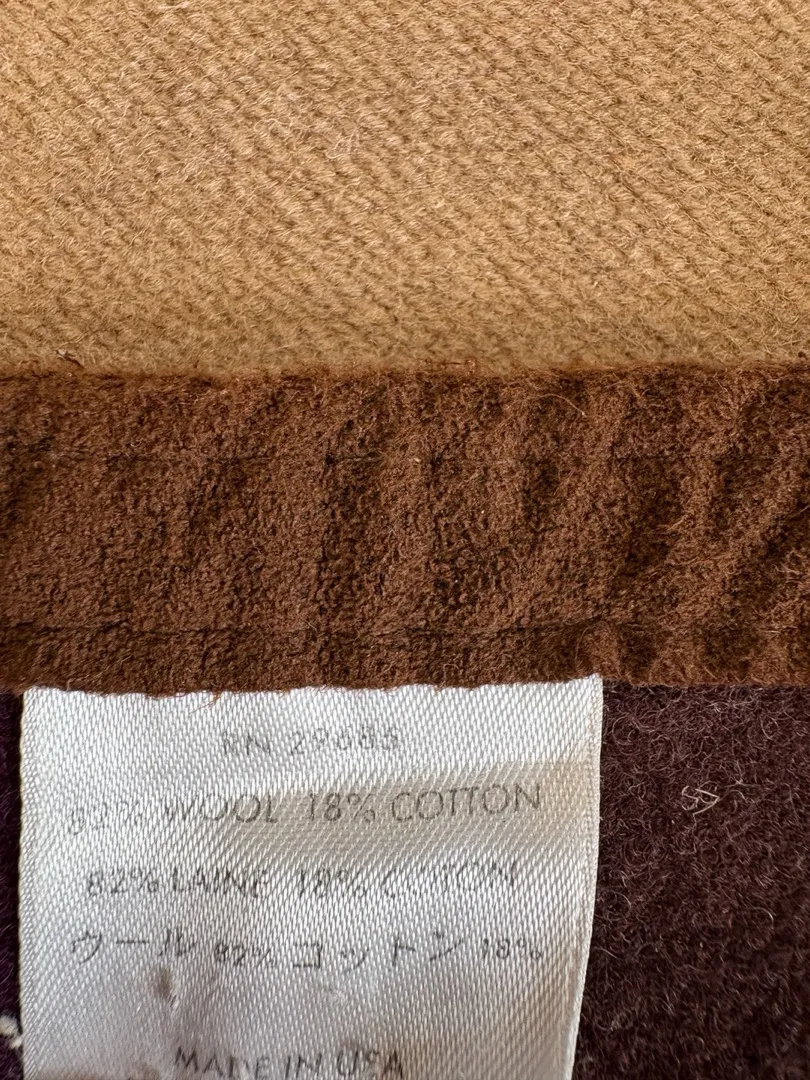 RN 29685
82% WOOL 18% COTTON
82% LAINE 18% COTON
ウール 82% コットン 18%
MADE IN USA